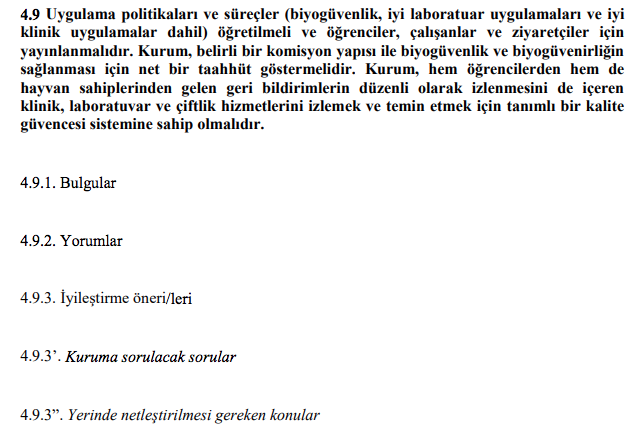 4.9 Uygulama politikaları ve süreçler (biyogüvenlik, iyi laboratuar uygulamaları ve iyi
klinik uygulamalar dahil) öğretilmeli ve öğrenciler, çalışanlar ve ziyaretçiler için
yayınlanmalıdır. Kurum, belirli bir komisyon yapısı ile biyogüvenlik ve biyogüvenirliğin
sağlanması için net bir taahhüt göstermelidir. Kurum, hem öğrencilerden hem de
hayvan sahiplerinden gelen geri bildirimlerin düzenli olarak izlenmesini de içeren
klinik, laboratuvar ve çiftlik hizmetlerini izlemek ve temin etmek için tanımlı bir kalite
güvencesi sistemine sahip olmalıdır.
4.9.1. Bulgular
4.9.2. Yorumlar
4.9.3. İyileştirme öneri/leri
4.9.3’. Kuruma sorulacak sorular
4.9.3”. Yerinde netleştirilmesi gereken konular